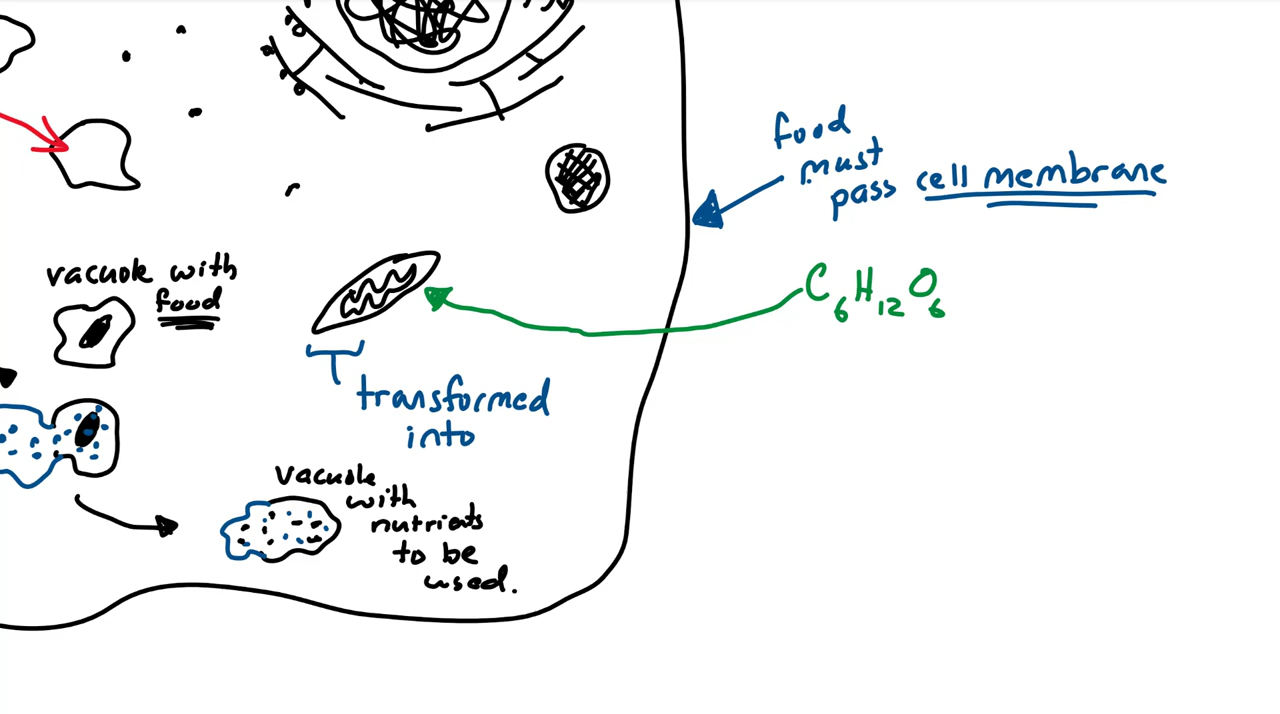 food
must
pass cell membrane
vacuole with
food
C6H12O6
transformed
into
vacuole
with
nutrients
to be
used.